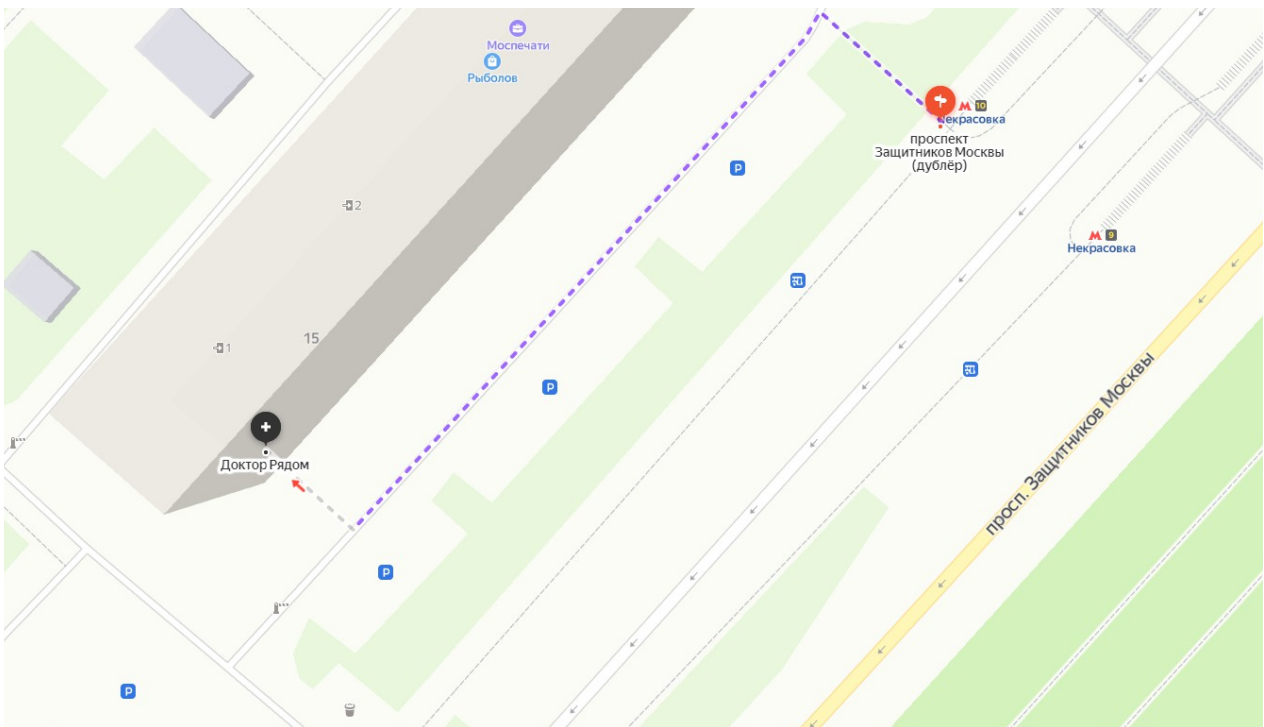 Моспечати
Рыболов
М 10
Некрасовка
проспект
Защитников Москвы
(дублёр)
P
2
М 9
Некрасовка
15
1
P
просп. Защитников Москвы
Доктор Рядом
P
P